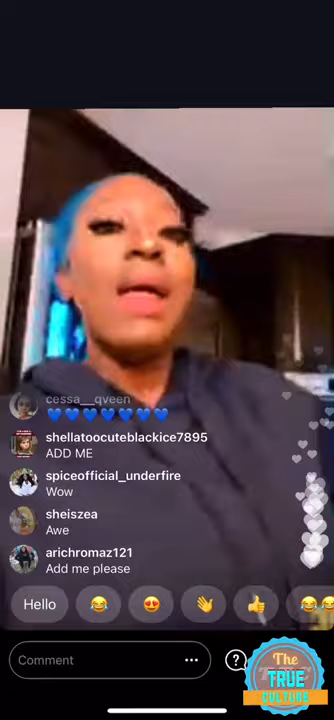 cessa__qveen
💙💙💙💙💙💙💙
shellatoocuteblackice7895
ADD ME
spiceofficial_underfire
Wow
sheiszea
Awe
arichromaz121
Add me please
Hello
Comment
The
TRUE
CULTURE